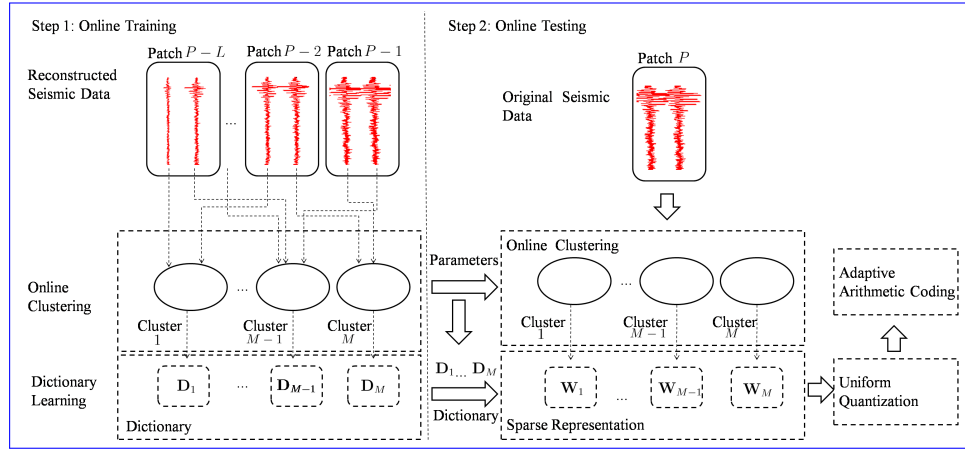 Step 1: Online Training
Step 2: Online Testing
Patch P − L
Patch P − 2
Patch P − 1
Patch P
Reconstructed
Seismic Data
...
Original Seismic
Data
Online Clustering
Online
Clustering
...
Parameters
...
Adaptive
Arithmetic Coding
Cluster
1
Cluster
M − 1
Cluster
M
Cluster
1
Cluster
M−1
Cluster
M
Dictionary
Learning
D1
...
DM−1
DM
D1... DM
Dictionary
W1
...
WM−1
WM
Uniform
Quantization
Dictionary
Sparse Representation